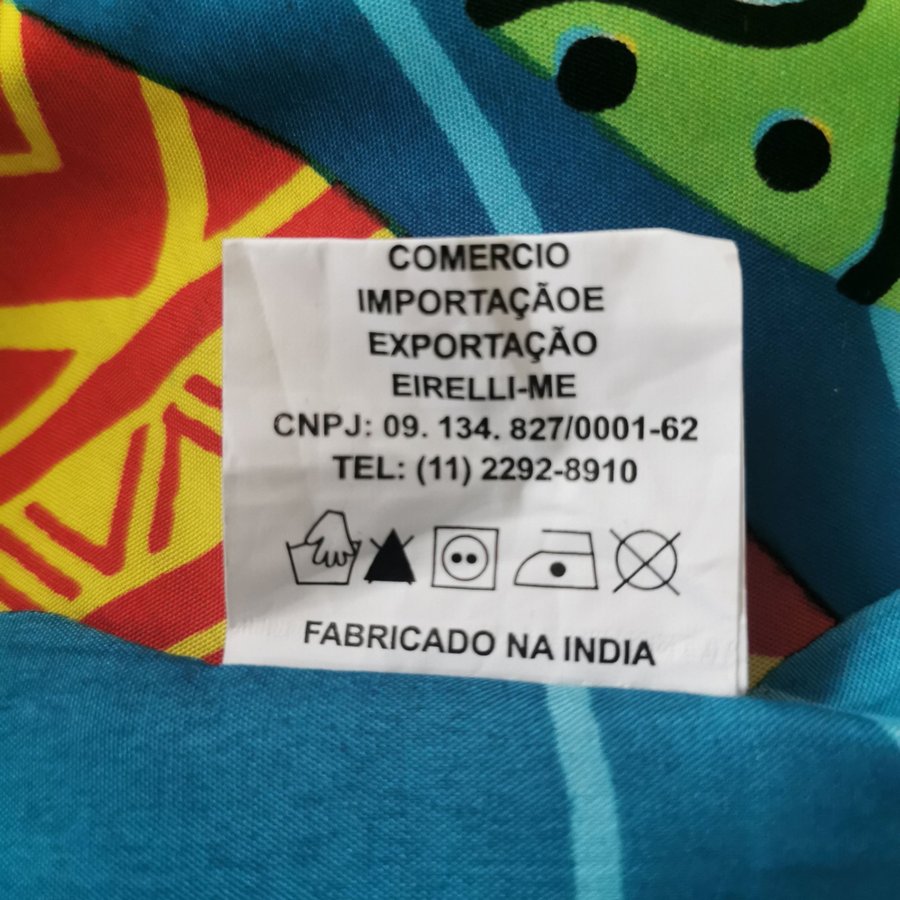 COMERCIO
IMPORTAÇÃOE
EXPORTAÇÃO
EIRELLI-ME
CNPJ: 09. 134. 827/0001-62
TEL: (11) 2292-8910
FABRICADO NA INDIA